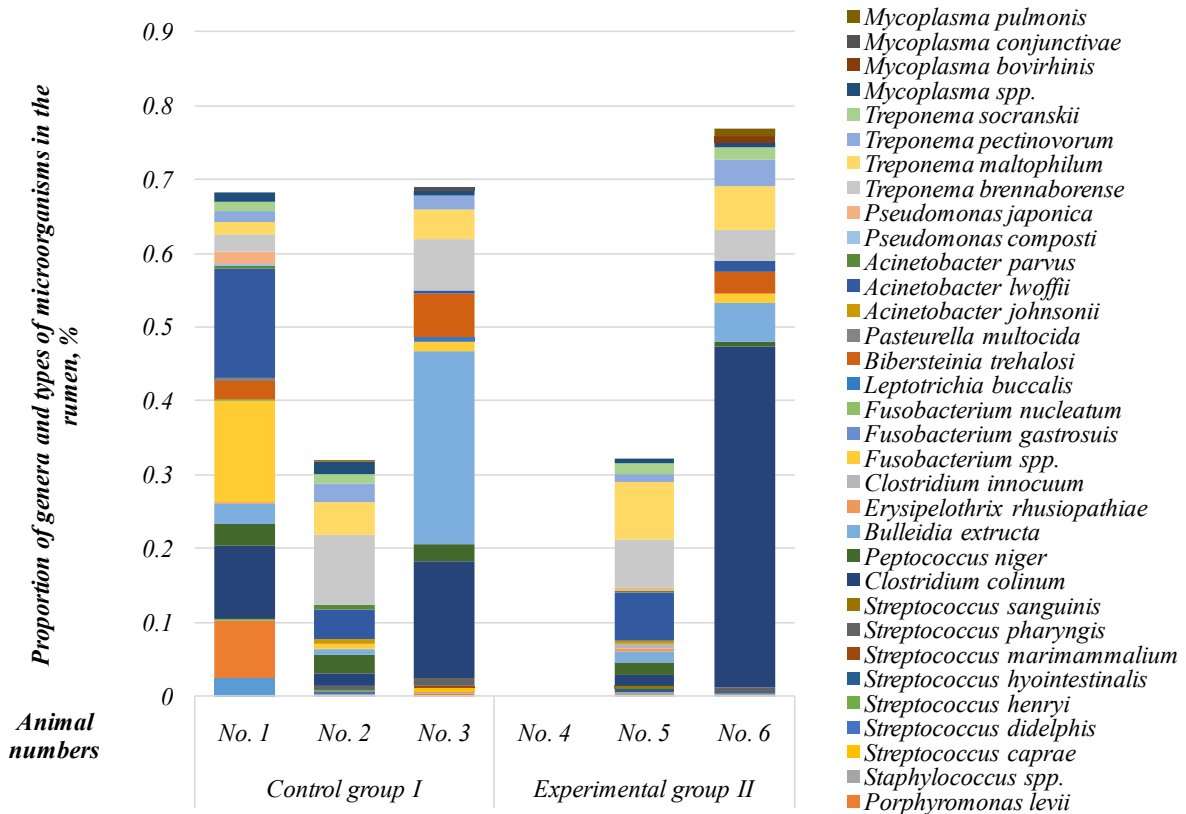 Proportion of genera and types of microorganisms in the
rumen, %
0.9
0.8
0.7
0.6
0.5
0.4
0.3
0.2
0.1
0
Animal
numbers
No. 1
No. 2
No. 3
No. 4
No. 5
No. 6
Control group I
Experimental group II
Mycoplasma pulmonis
Mycoplasma conjunctivae
Mycoplasma bovirhinis
Mycoplasma spp.
Treponema socranskii
Treponema pectinovorum
Treponema maltophilum
Treponema brennaborense
Pseudomonas japonica
Pseudomonas composti
Acinetobacter parvus
Acinetobacter lwoffii
Acinetobacter johnsonii
Pasteurella multocida
Bibersteinia trehalosi
Leptotrichia buccalis
Fusobacterium nucleatum
Fusobacterium gastrosuis
Fusobacterium spp.
Clostridium innocuum
Erysipelothrix rhusiopathiae
Bulleidia extructa
Peptococcus niger
Clostridium colinum
Streptococcus sanguinis
Streptococcus pharyngis
Streptococcus marimammalium
Streptococcus hyointestinalis
Streptococcus henryi
Streptococcus didelphis
Streptococcus caprae
Staphylococcus spp.
Porphyromonas levii